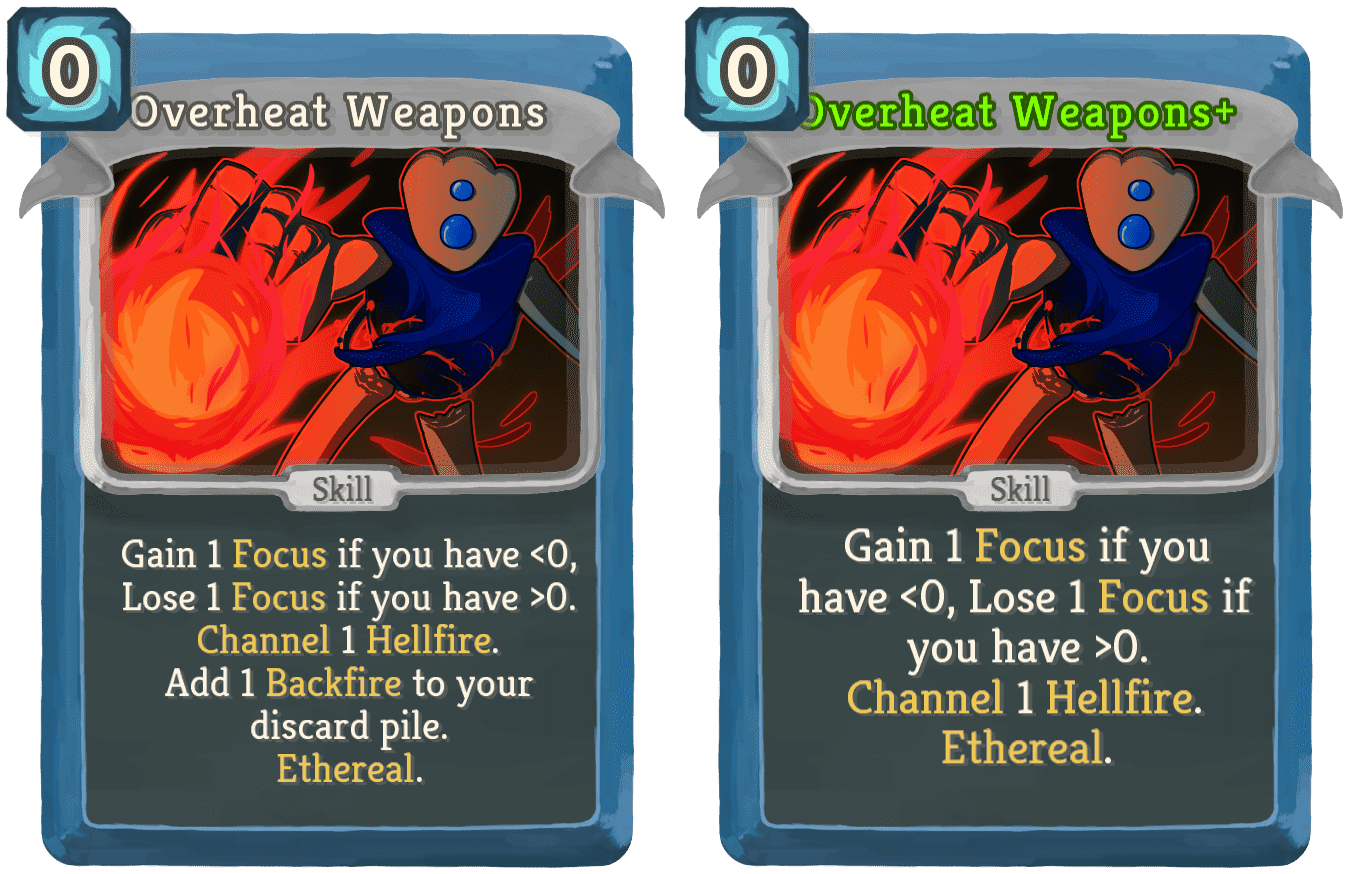 0
Overheat Weapons
Skill
Gain 1 Focus if you have <0,
Lose 1 Focus if you have >0.
Channel 1 Hellfire.
Add 1 Backfire to your
discard pile.
Ethereal.
0
Overheat Weapons+
Skill
Gain 1 Focus if you
have <0, Lose 1 Focus if
you have >0.
Channel 1 Hellfire.
Ethereal.